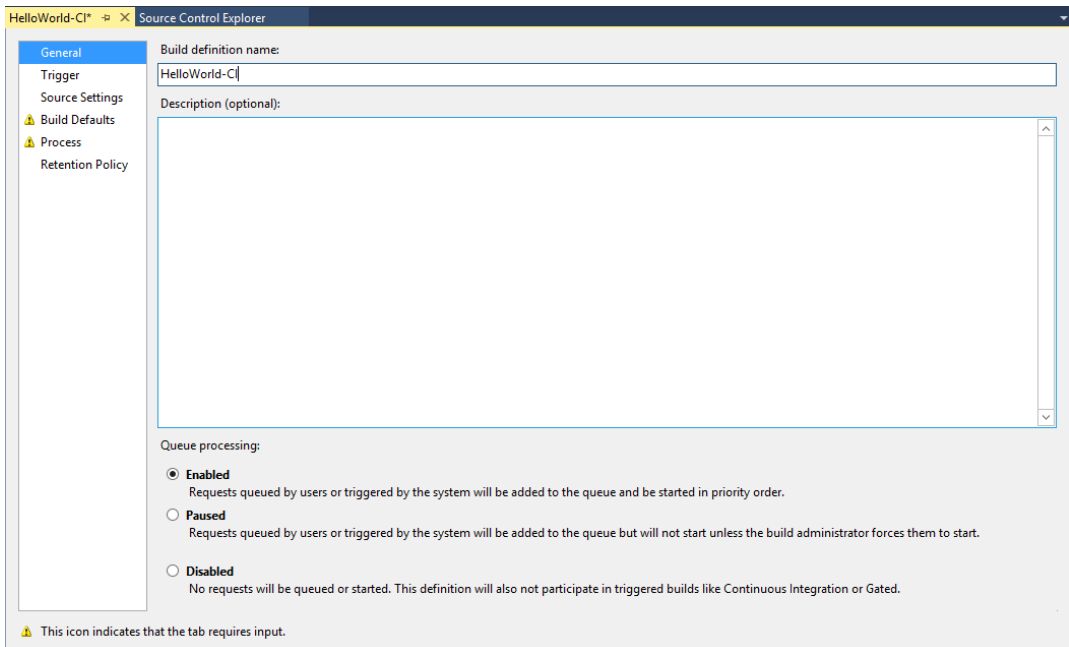 HelloWorld-CI* Source Control Explorer
General
Trigger
Source Settings
Build Defaults
Process
Retention Policy
Build definition name:
HelloWorld-CI
Description (optional):
Queue processing:
Enabled
Requests queued by users or triggered by the system will be added to the queue and be started in priority order.
Paused
Requests queued by users or triggered by the system will be added to the queue but will not start unless the build administrator forces them to start.
Disabled
No requests will be queued or started. This definition will also not participate in triggered builds like Continuous Integration or Gated.
This icon indicates that the tab requires input.